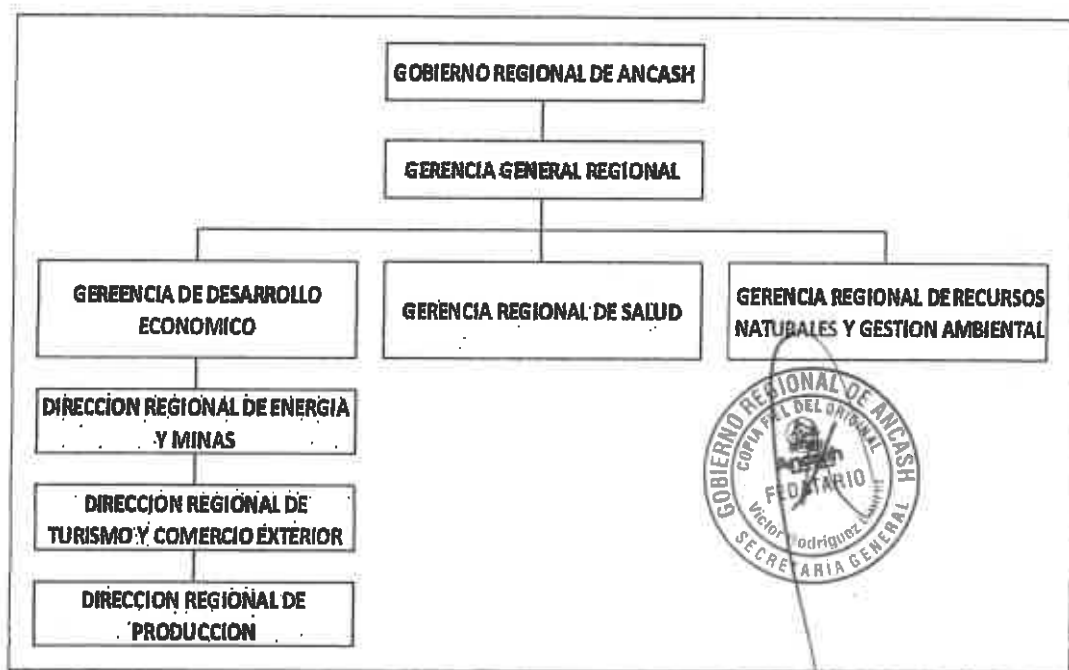 GOBIERNO REGIONAL DE ANCASH
GERENCIA GENERAL REGIONAL
GEREENCIA DE DESARROLLO
ECONOMICO
GERENCIA REGIONAL DE SALUD
GERENCIA REGIONAL DE RECURSOS
NATURALES Y GESTION AMBIENTAL
DIRECCION REGIONAL DE ENERGIA
Y MINAS
DIRECCION REGIONAL DE
TURISMO Y COMERCIO EXTERIOR
DIRECCION REGIONAL DE
PRODUCCION
GOBIERNO REGIONAL DE ANCASH
COPIA FIEL DEL ORIGINAL
FEDATARIO
Victor Rodriguez
SECRETARIA GENERAL